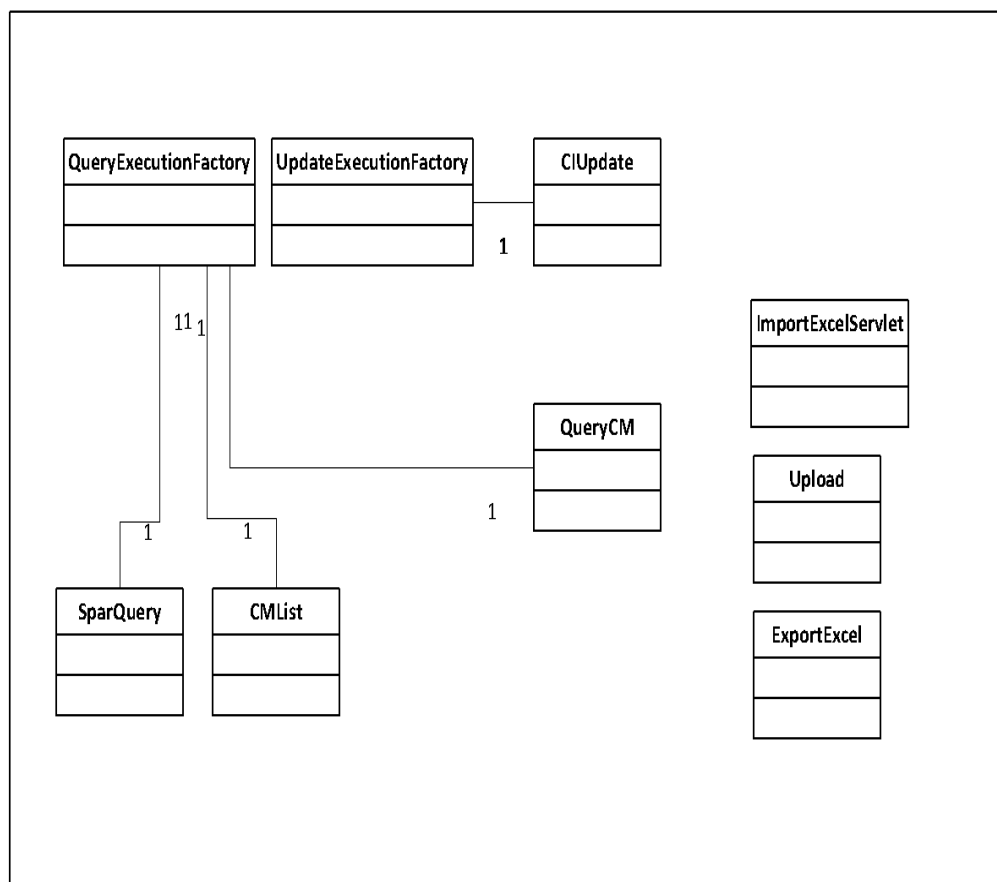 QueryExecutionFactory
UpdateExecutionFactory
CIUpdate
1
11
1
ImportExcelServlet
QueryCM
Upload
1
1
1
SparQuery
CMList
ExportExcel